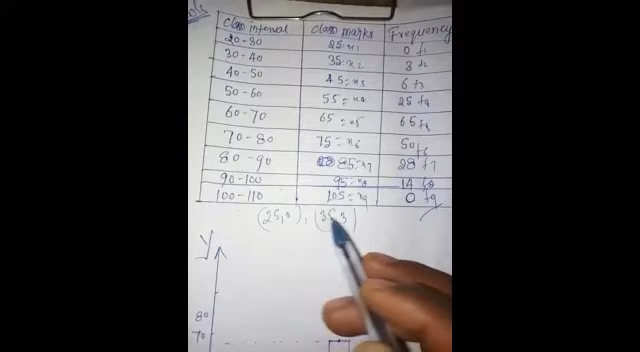 Class interval Class marks Frequency
20-30 25=x1 0 f1
30-40 35=x2 3 f2
40-50 45=x3 6 f3
50-60 55=x4 25 f4
60-70 65=x5 65 f5
70-80 75=x6 50 f6
80-90 85=x7 28 f7
90-100 95=x8 14 f8
100-110 105=x9 0 f9
(25,0), (35,3)
y
80
70